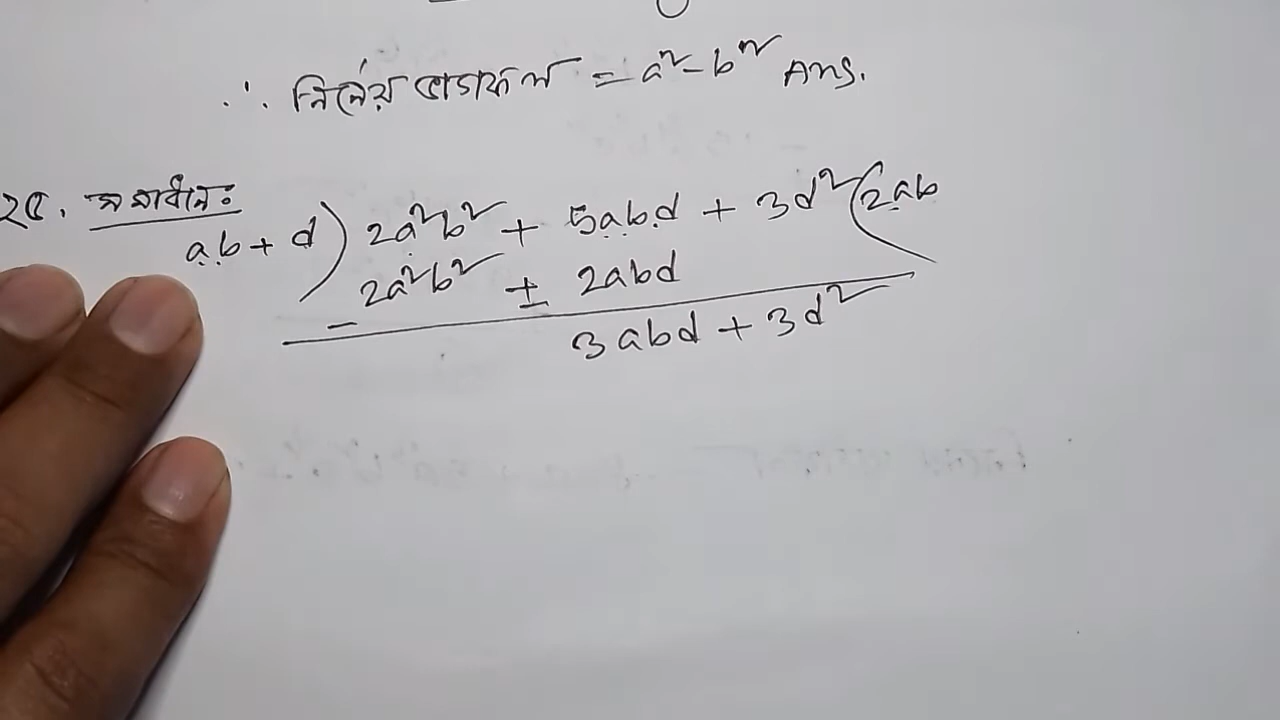 ∴ নির্ণেয় ভাগফল = a² - b² Ans.
২৫. সমাধান:
ab + d ) 2a²b² + 5abd + 3d² ( 2ab
2a²b² ± 2abd
-
3abd + 3d²